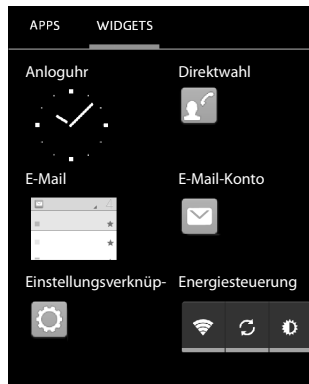 APPS WIDGETS
Anloguhr Direktwahl
E-Mail E-Mail-Konto
Einstellungsverknüp- Energiesteuerung